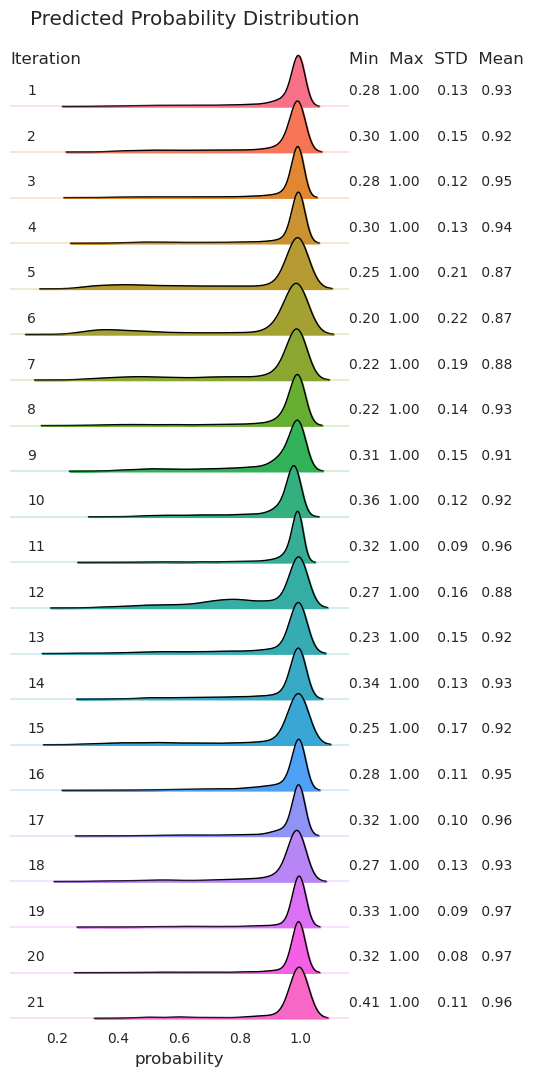 Predicted Probability Distribution
Iteration Min Max STD Mean
1 0.28 1.00 0.13 0.93
2 0.30 1.00 0.15 0.92
3 0.28 1.00 0.12 0.95
4 0.30 1.00 0.13 0.94
5 0.25 1.00 0.21 0.87
6 0.20 1.00 0.22 0.87
7 0.22 1.00 0.19 0.88
8 0.22 1.00 0.14 0.93
9 0.31 1.00 0.15 0.91
10 0.36 1.00 0.12 0.92
11 0.32 1.00 0.09 0.96
12 0.27 1.00 0.16 0.88
13 0.23 1.00 0.15 0.92
14 0.34 1.00 0.13 0.93
15 0.25 1.00 0.17 0.92
16 0.28 1.00 0.11 0.95
17 0.32 1.00 0.10 0.96
18 0.27 1.00 0.13 0.93
19 0.33 1.00 0.09 0.97
20 0.32 1.00 0.08 0.97
21 0.41 1.00 0.11 0.96
0.2 0.4 0.6 0.8 1.0
probability